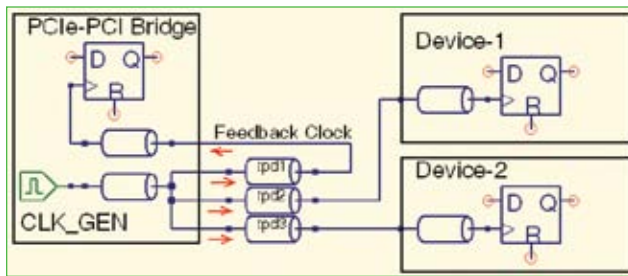 PCIe-PCI Bridge
D Q
R
Feedback Clock
CLK_GEN
tpd1
tpd2
tpd3
Device-1
D Q
R
Device-2
D Q
R